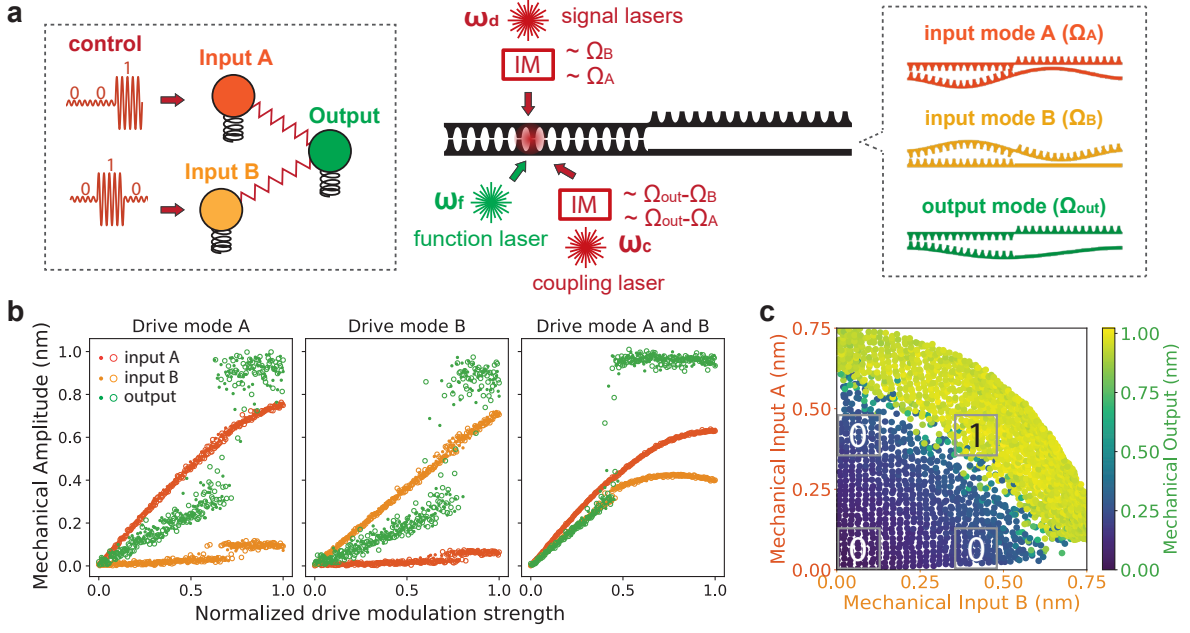 a
control
0 0 1
0 1 0
Input A
Input B
Output
ωd
signal lasers
IM
~ ΩB
~ ΩA
ωf
function laser
IM
~ Ωout-ΩB
~ Ωout-ΩA
ωc
coupling laser
input mode A (ΩA)
input mode B (ΩB)
output mode (Ωout)
b
Drive mode A
Drive mode B
Drive mode A and B
Mechanical Amplitude (nm)
1.0
0.8
0.6
0.4
0.2
0.0
input A
input B
output
0.0 0.5 1.0
0.0 0.5 1.0
0.0 0.5 1.0
Normalized drive modulation strength
c
Mechanical Input A (nm)
0.75
0.50
0.25
0.00
0 1
0 0
0.00 0.25 0.50 0.75
Mechanical Input B (nm)
1.00
0.75
0.50
0.25
0.00
Mechanical Output (nm)